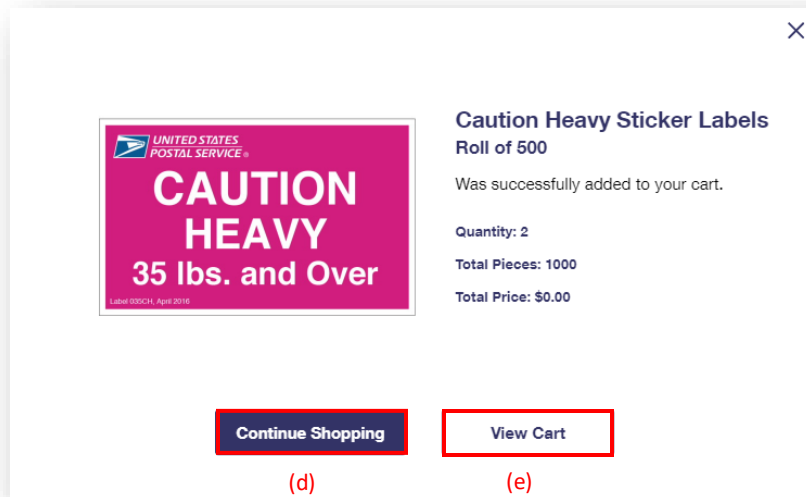 UNITED STATES
POSTAL SERVICE ®
CAUTION
HEAVY
35 lbs. and Over
Label 035CH, April 2016
Caution Heavy Sticker Labels
Roll of 500
Was successfully added to your cart.
Quantity: 2
Total Pieces: 1000
Total Price: $0.00
Continue Shopping
View Cart
(d)
(e)